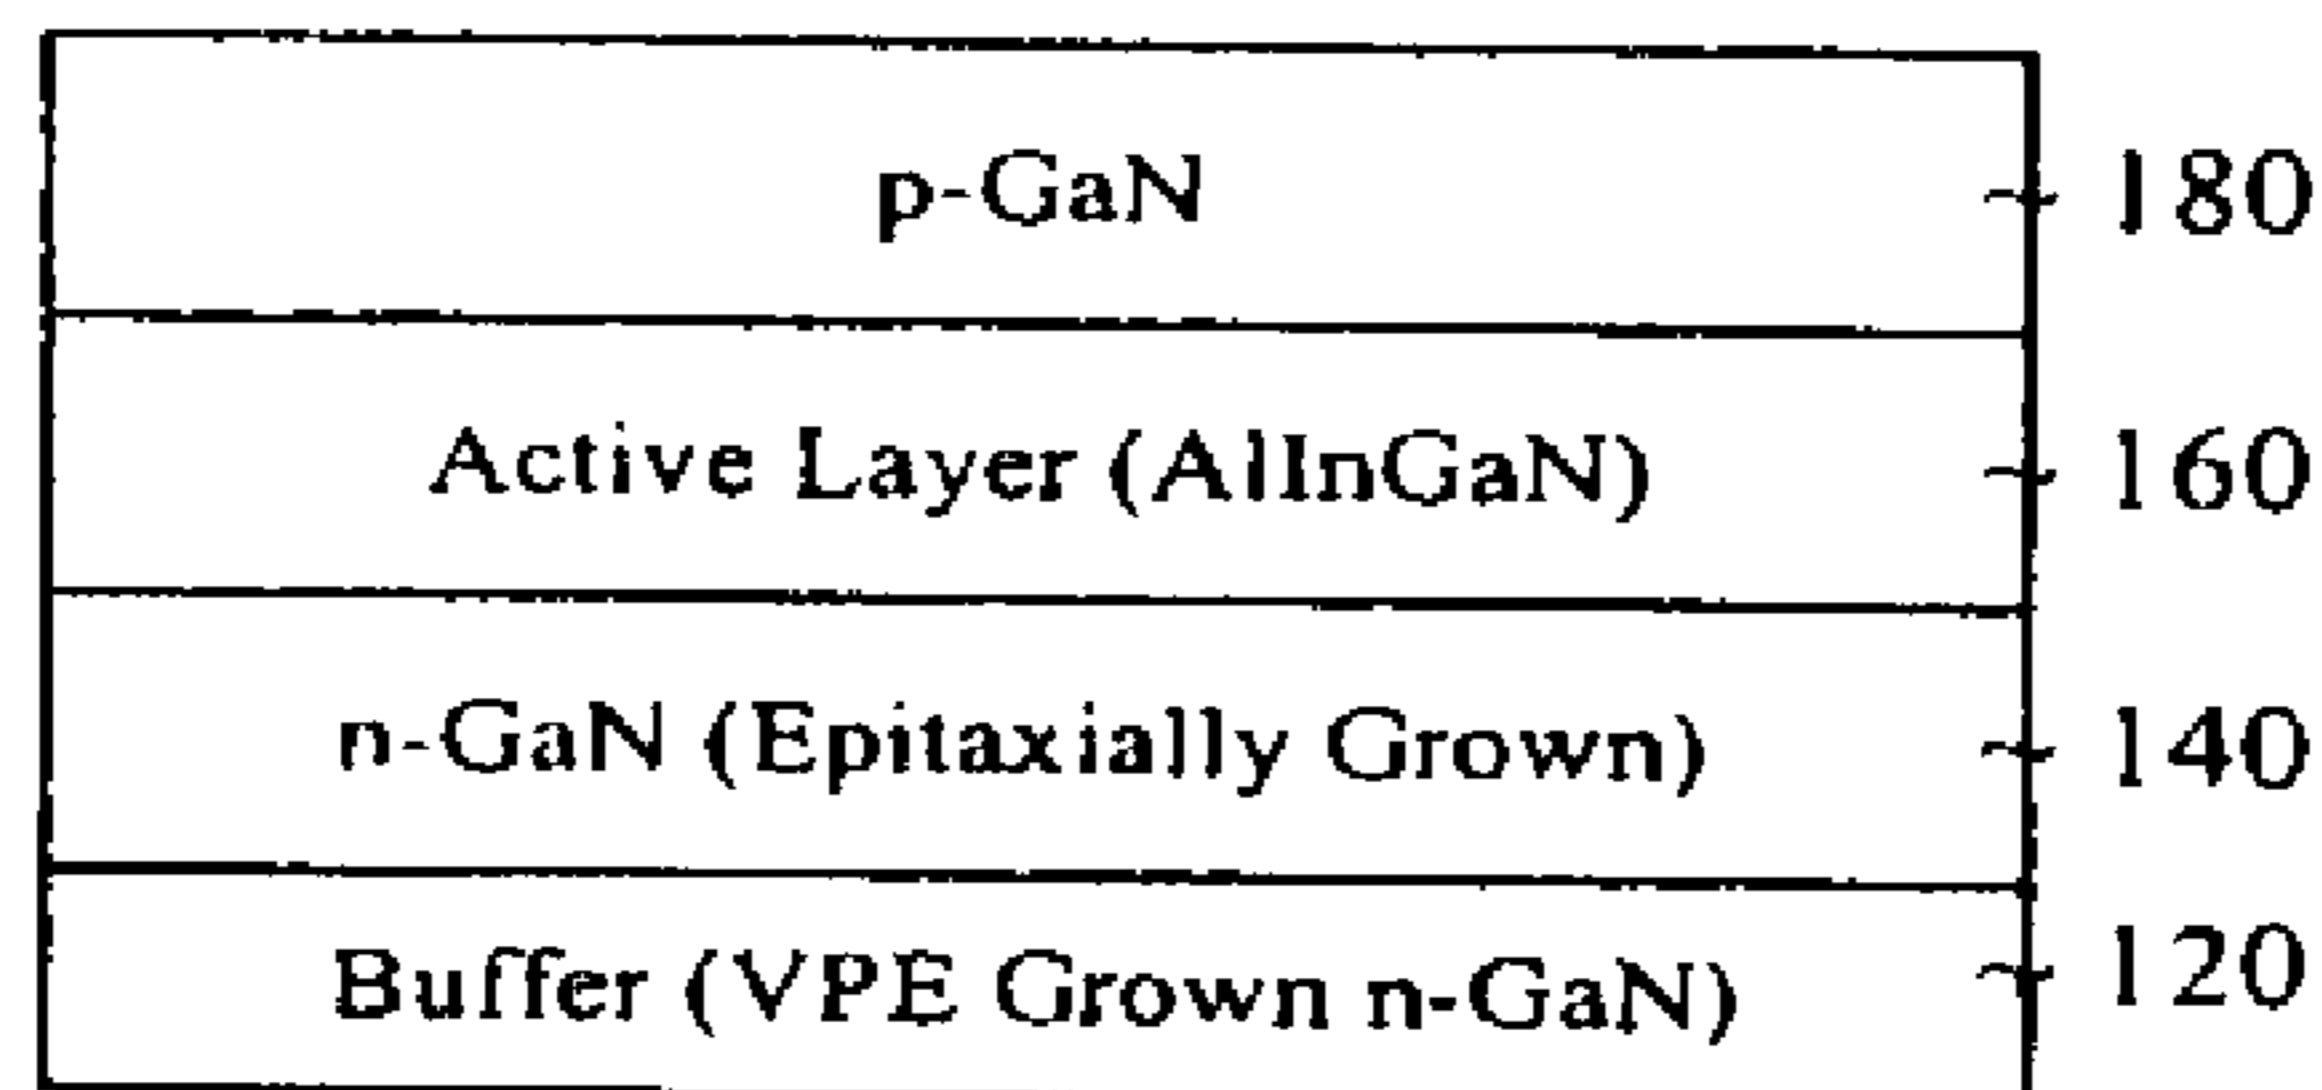 p-GaN 180
Active Layer (AlInGaN) 160
n-GaN (Epitaxially Grown) 140
Buffer (VPE Grown n-GaN) 120